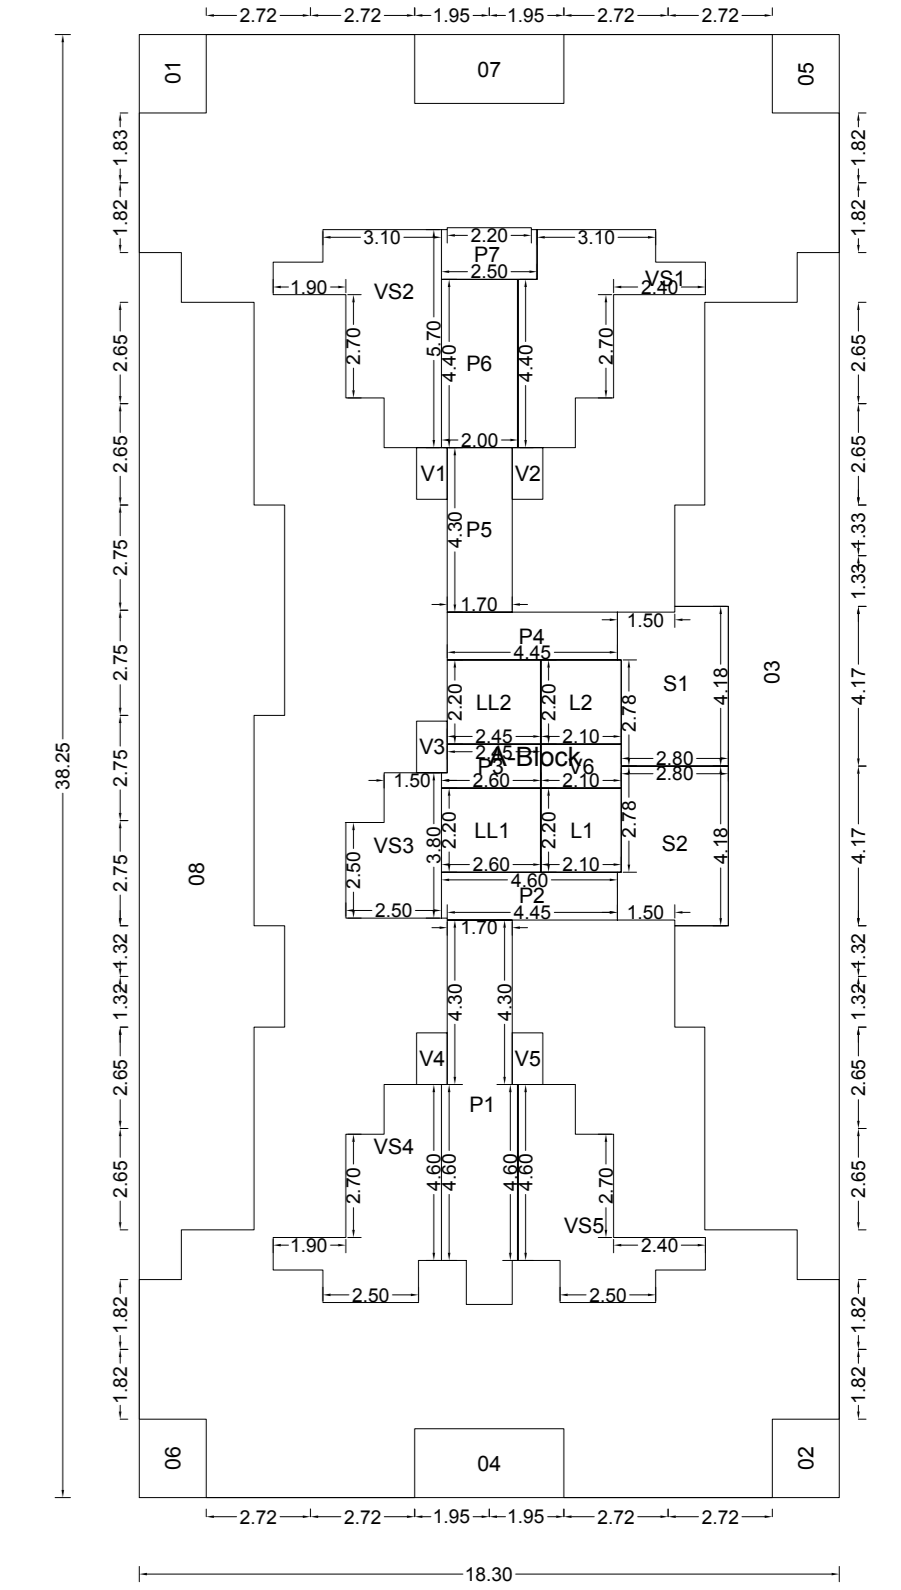 2.72 2.72 1.95 1.95 2.72 2.72
01 07 05
1.83 1.82
1.82 1.82
3.10 2.20 3.10
P7
2.50
VS2 VS1
1.90 2.40
2.65 2.70 5.70 4.40 P6 4.40 2.70 2.65
2.00
2.65 V1 V2 2.65
4.30 P5
2.75 1.33
1.33
1.70 1.50
2.75 P4
4.45
S1 4.18 03 4.17
2.20 LL2 2.20 L2 2.78
2.45 2.10
38.25 2.75 V3 2.45 A-Block 2.80
P3 V6
1.50 2.60 2.10 2.80
2.75 VS3 3.80 2.20 LL1 2.20 L1 2.78 S2 4.18 4.17
08 2.50 2.60 2.10
4.60
P2
2.50 4.45 1.50
1.70
1.32 1.32
1.32 4.30 4.30 1.32
2.65 V4 V5 2.65
P1
VS4
2.65 2.70 4.60 4.60 4.60 4.60 2.70 2.65
VS5
1.90 2.40
1.82 2.50 2.50 1.82
1.82 1.82
06 04 02
2.72 2.72 1.95 1.95 2.72 2.72
18.30